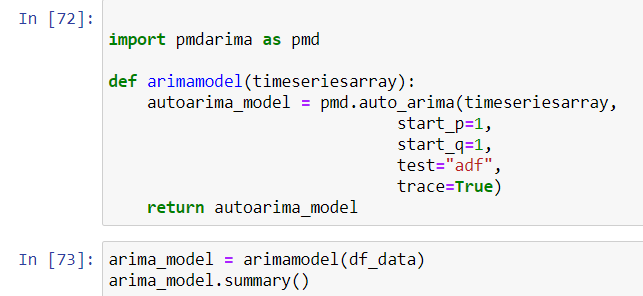 In [72]:
import pmdarima as pmd
def arimamodel(timeseriesarray):
    autoarima_model = pmd.auto_arima(timeseriesarray,
                              start_p=1,
                              start_q=1,
                              test="adf",
                              trace=True)
    return autoarima_model
In [73]: arima_model = arimamodel(df_data)
arima_model.summary()